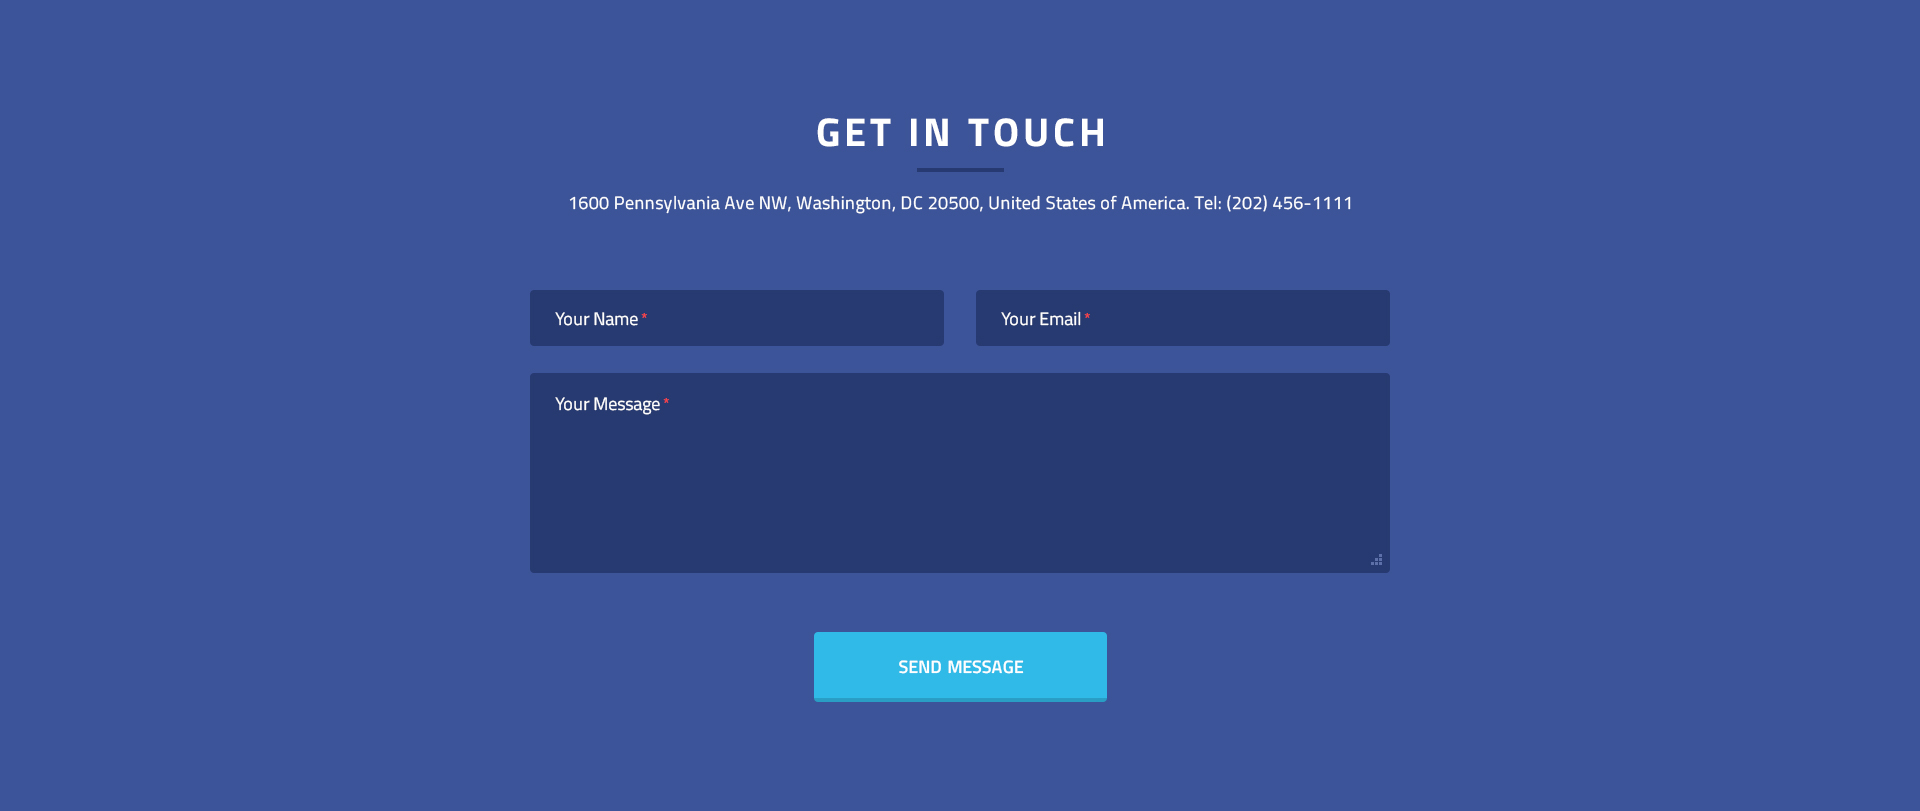 GET IN TOUCH
1600 Pennsylvania Ave NW, Washington, DC 20500, United States of America. Tel: (202) 456-1111
Your Name *
Your Email *
Your Message *
SEND MESSAGE